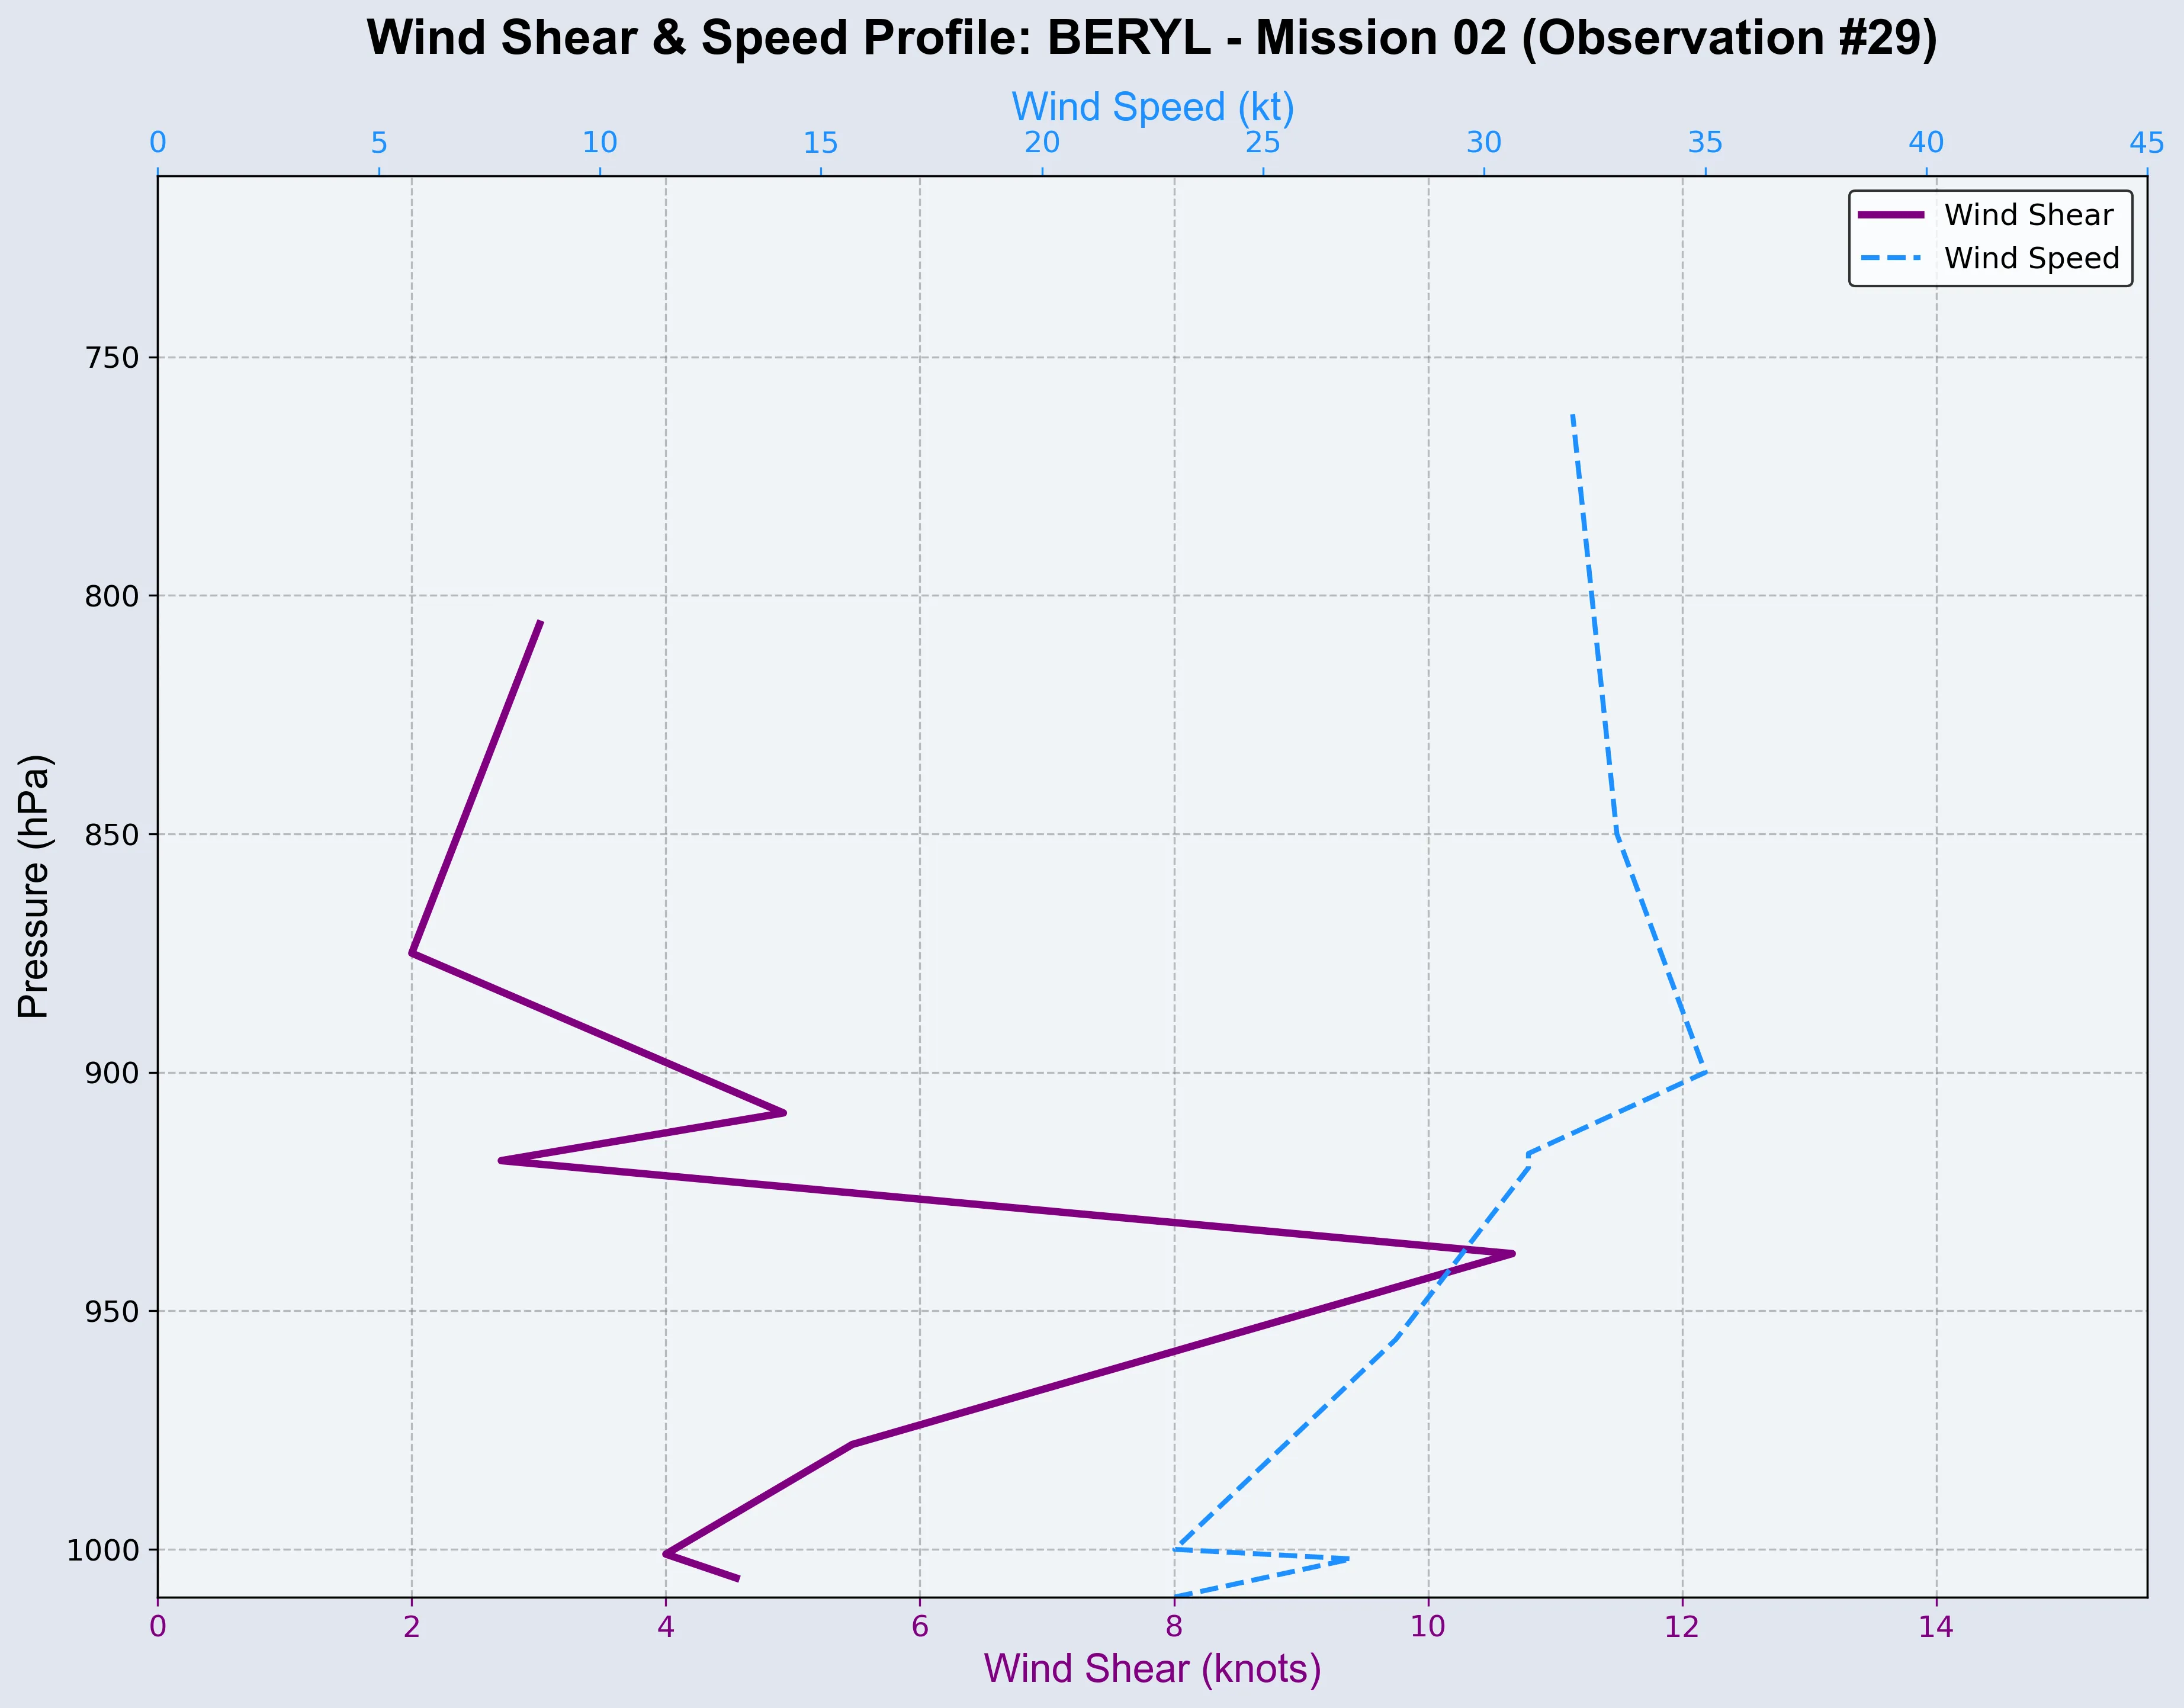 Wind Shear & Speed Profile: BERYL - Mission 02 (Observation #29)
Wind Speed (kt)
0 5 10 15 20 25 30 35 40 45
Wind Shear
Wind Speed
Pressure (hPa)
750
800
850
900
950
1000
0 2 4 6 8 10 12 14
Wind Shear (knots)